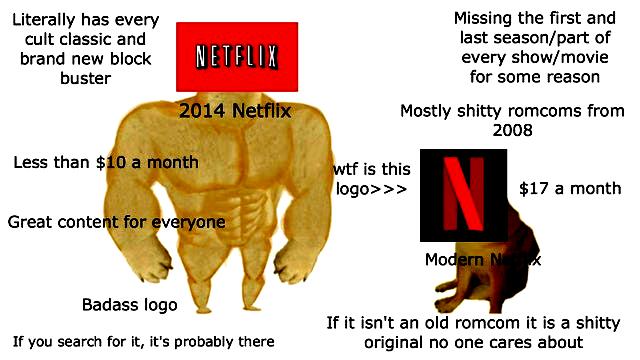 Literally has every
cult classic and
brand new block
buster
NETFLIX
2014 Netflix
Less than $10 a month
Great content for everyone
Badass logo
If you search for it, it's probably there
Missing the first and
last season/part of
every show/movie
for some reason
Mostly shitty romcoms from
2008
wtf is this
logo>>>
N
$17 a month
Modern Netflix
If it isn't an old romcom it is a shitty
original no one cares about